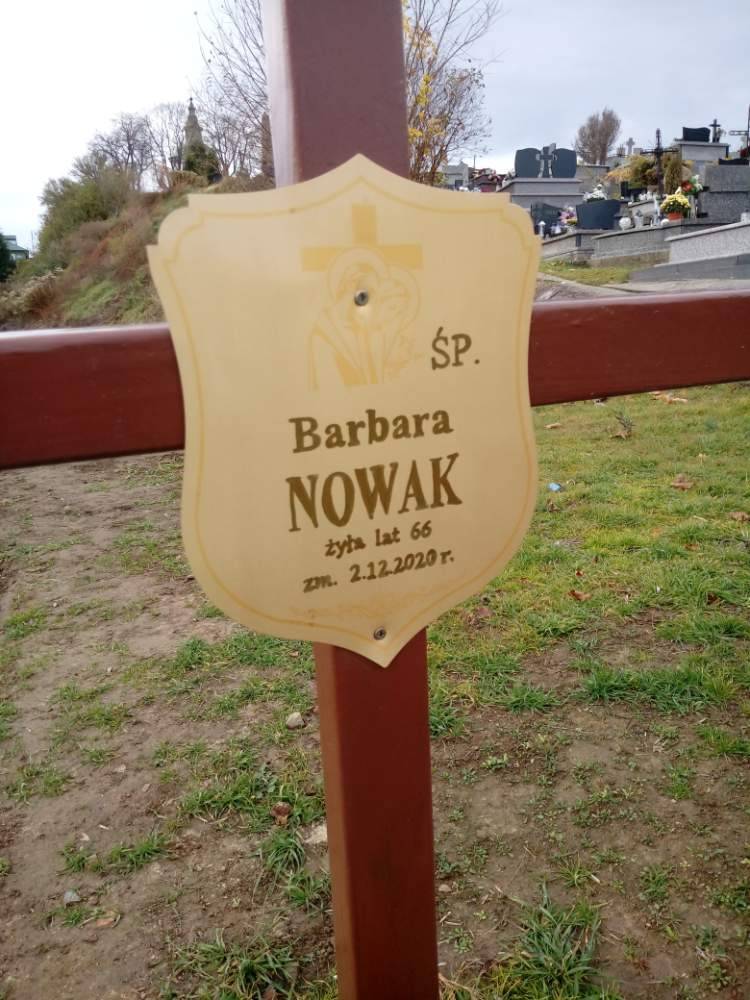 ŚP.
Barbara
NOWAK
żyła lat 66
zm. 2.12.2020 r.